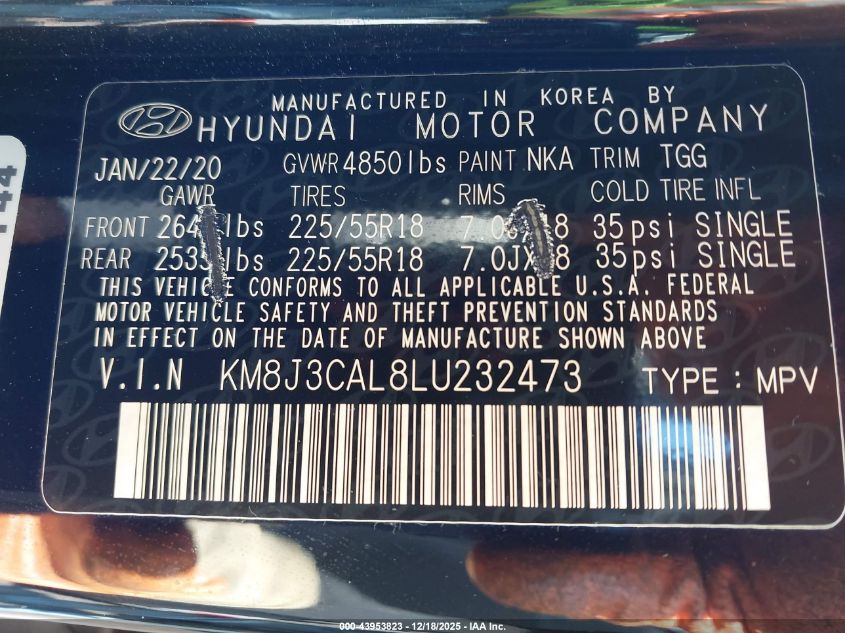 MANUFACTURED IN KOREA BY
HYUNDAI MOTOR COMPANY
JAN/22/20 GVWR 4850lbs PAINT NKA TRIM TGG
GAWR TIRES RIMS COLD TIRE INFL
FRONT lbs 225/55R18 35psi SINGLE
REAR lbs 225/55R18 35psi SINGLE
THIS VEHICLE CONFORMS TO ALL APPLICABLE U.S.A. FEDERAL
MOTOR VEHICLE SAFETY AND THEFT PREVENTION STANDARDS
IN EFFECT ON THE DATE OF MANUFACTURE SHOWN ABOVE
V.I.N KM8J3CAL8LU232473 TYPE : MPV
44
000-43953823 - 12/18/2025 - IAA Inc.